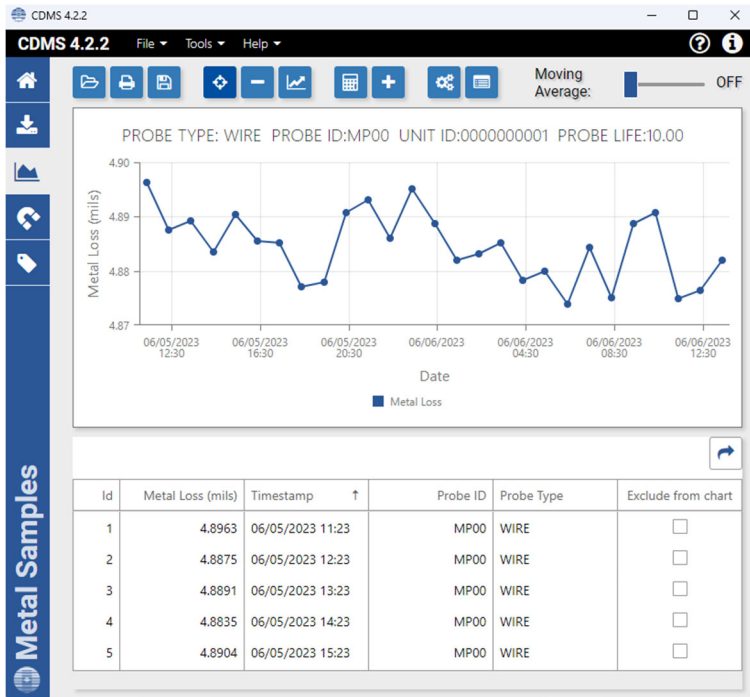 CDMS 4.2.2
CDMS 4.2.2 File Tools Help
Moving Average: OFF
PROBE TYPE: WIRE PROBE ID:MP00 UNIT ID:0000000001 PROBE LIFE:10.00
4.90
4.89
4.88
4.87
Metal Loss (mils)
06/05/2023 12:30
06/05/2023 16:30
06/05/2023 20:30
06/06/2023
06/06/2023 04:30
06/06/2023 08:30
06/06/2023 12:30
Date
Metal Loss
Id Metal Loss (mils) Timestamp ↑ Probe ID Probe Type Exclude from chart
1 4.8963 06/05/2023 11:23 MP00 WIRE
2 4.8875 06/05/2023 12:23 MP00 WIRE
3 4.8891 06/05/2023 13:23 MP00 WIRE
4 4.8835 06/05/2023 14:23 MP00 WIRE
5 4.8904 06/05/2023 15:23 MP00 WIRE
Metal Samples